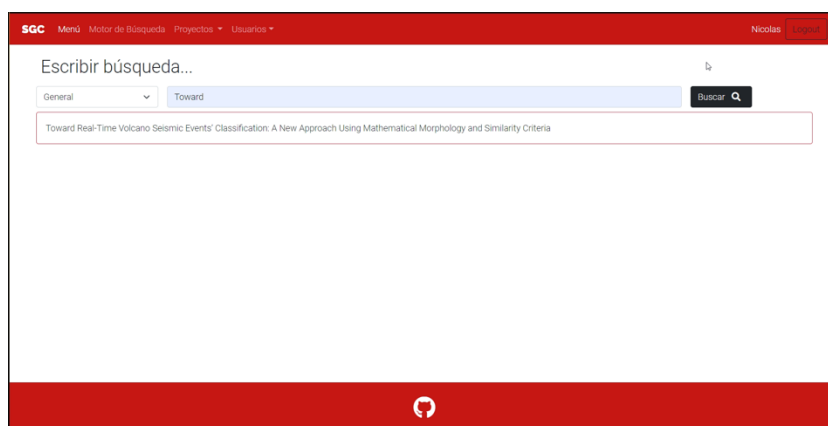 SGC Menú Motor de Búsqueda Proyectos Usuarios Nicolas Logout
Escribir búsqueda...
General Toward Buscar
Toward Real-Time Volcano Seismic Events' Classification: A New Approach Using Mathematical Morphology and Similarity Criteria